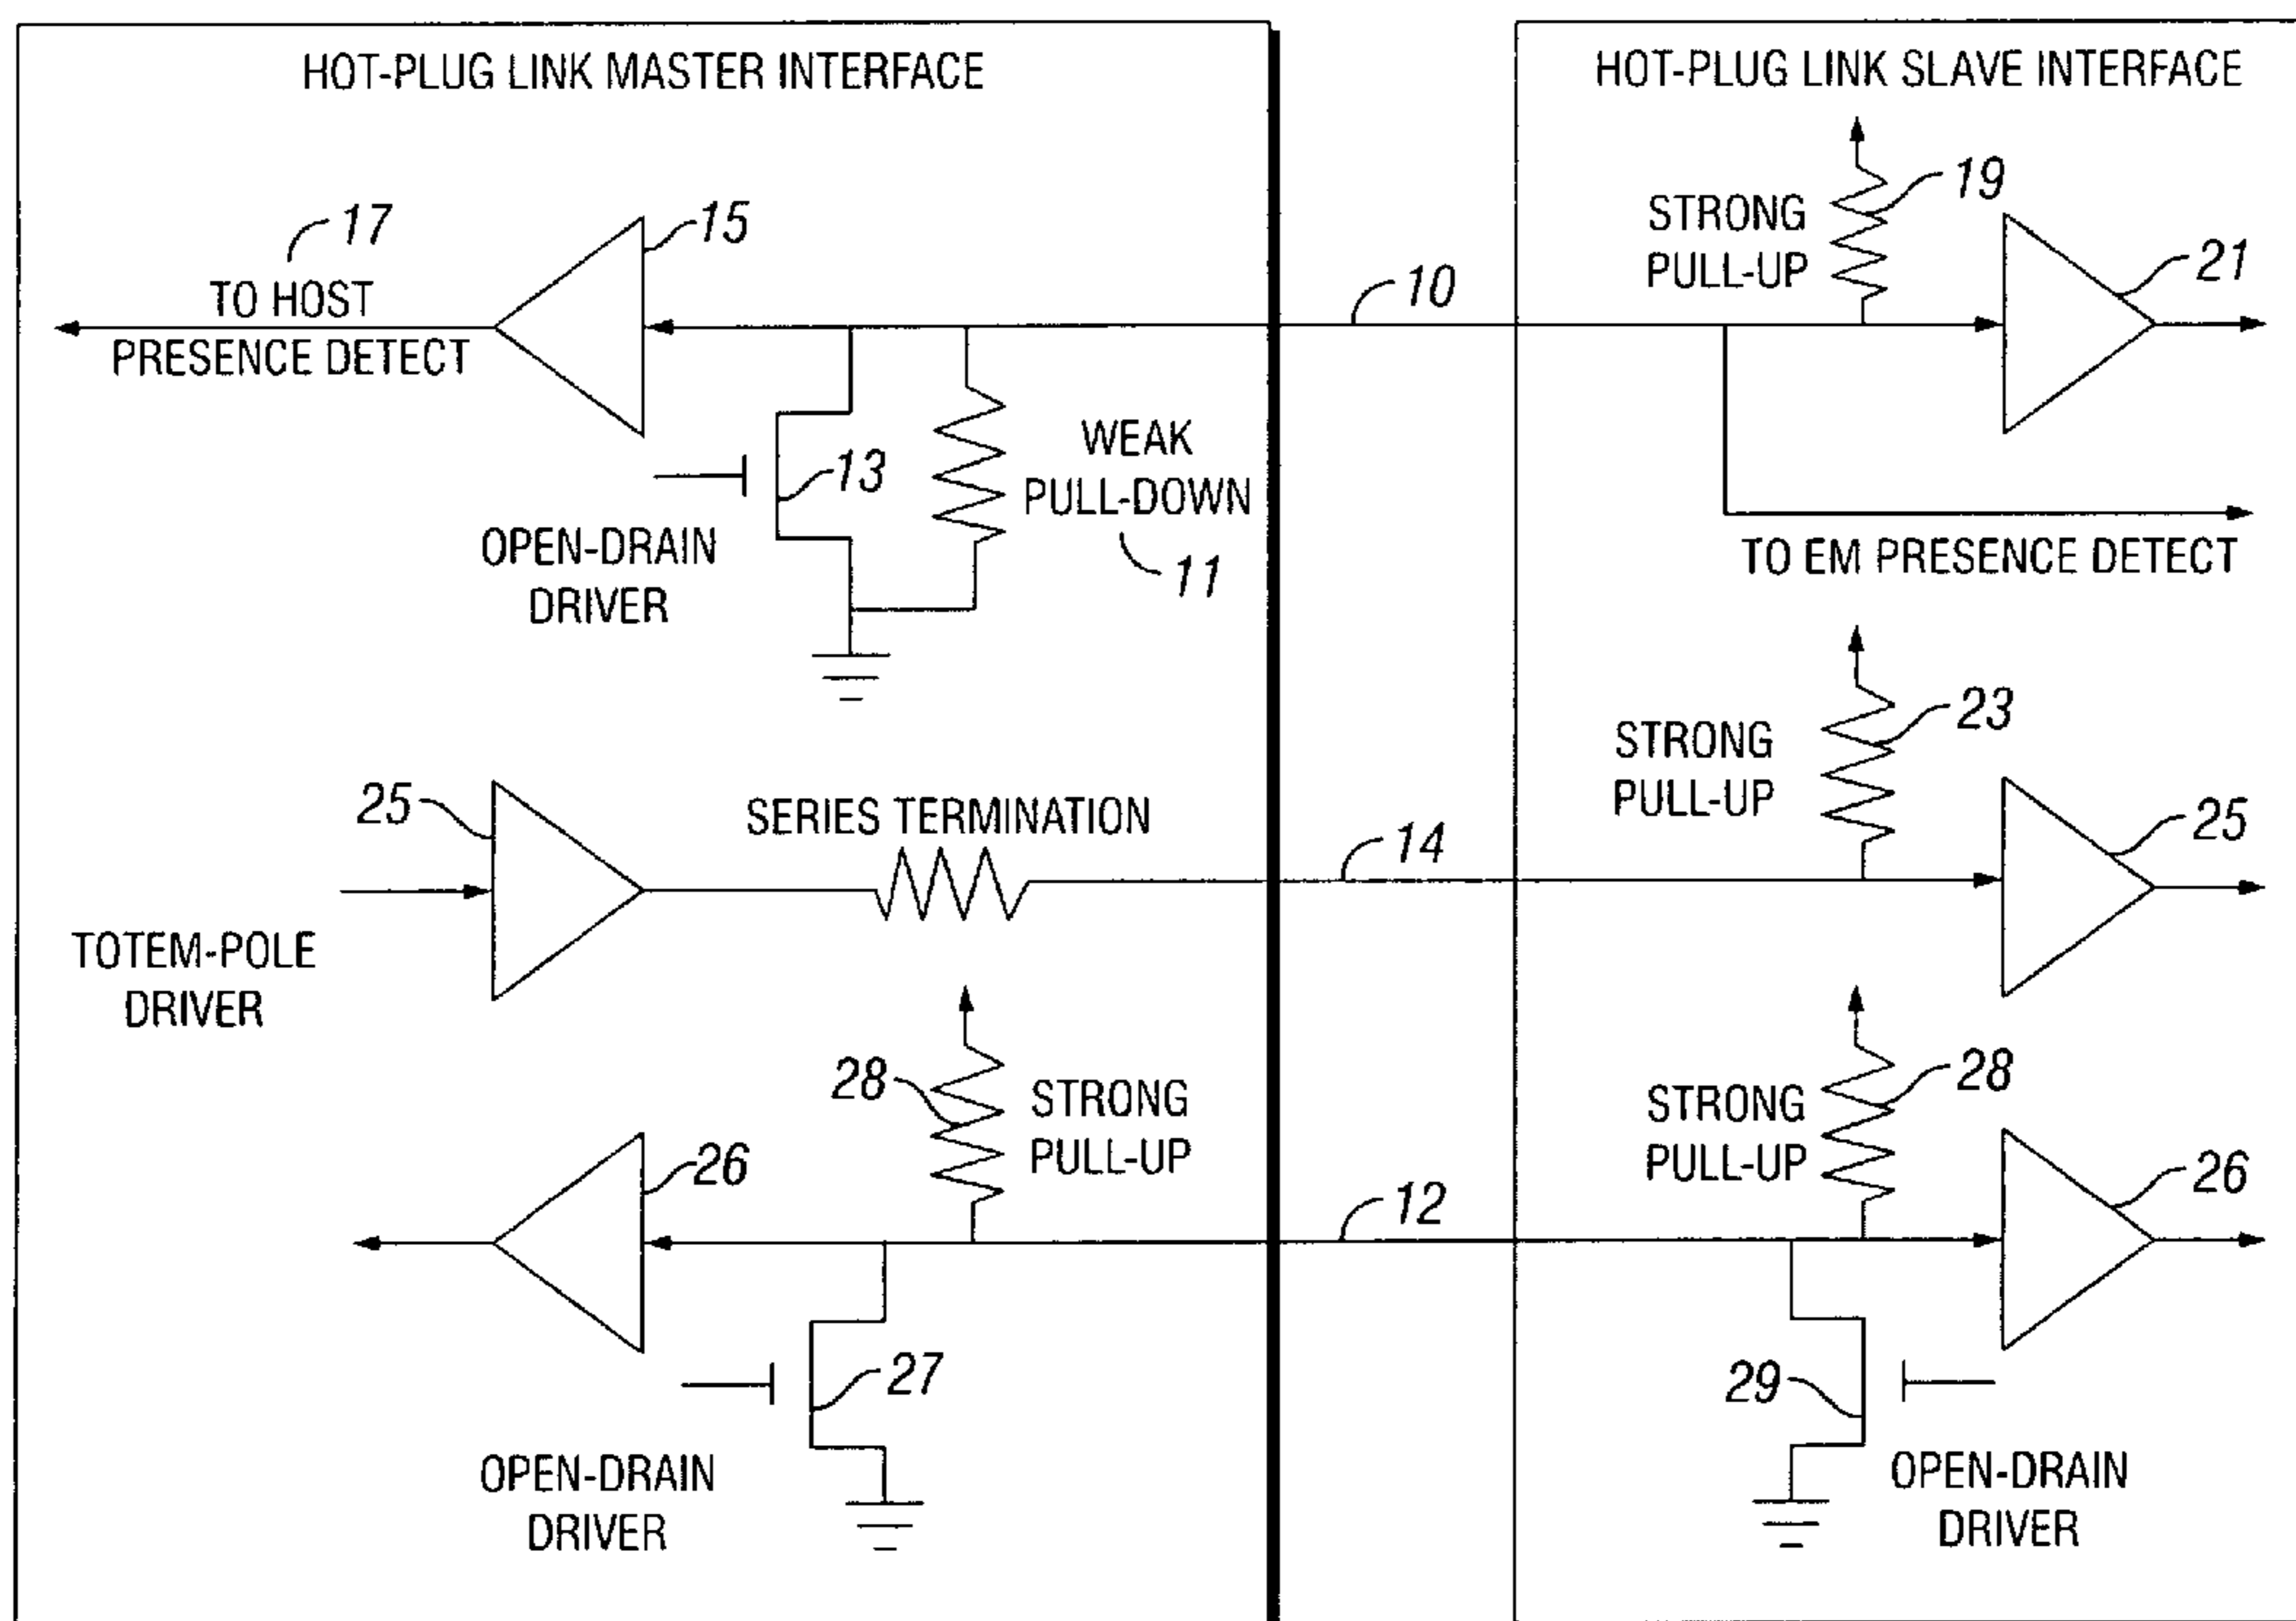 HOT-PLUG LINK MASTER INTERFACE
HOT-PLUG LINK SLAVE INTERFACE
17
TO HOST
PRESENCE DETECT
15
10
STRONG
PULL-UP
19
21
13
OPEN-DRAIN
DRIVER
WEAK
PULL-DOWN
11
TO EM PRESENCE DETECT
25
TOTEM-POLE
DRIVER
SERIES TERMINATION
14
STRONG
PULL-UP
23
25
26
28
STRONG
PULL-UP
12
STRONG
PULL-UP
28
26
27
OPEN-DRAIN
DRIVER
29
OPEN-DRAIN
DRIVER